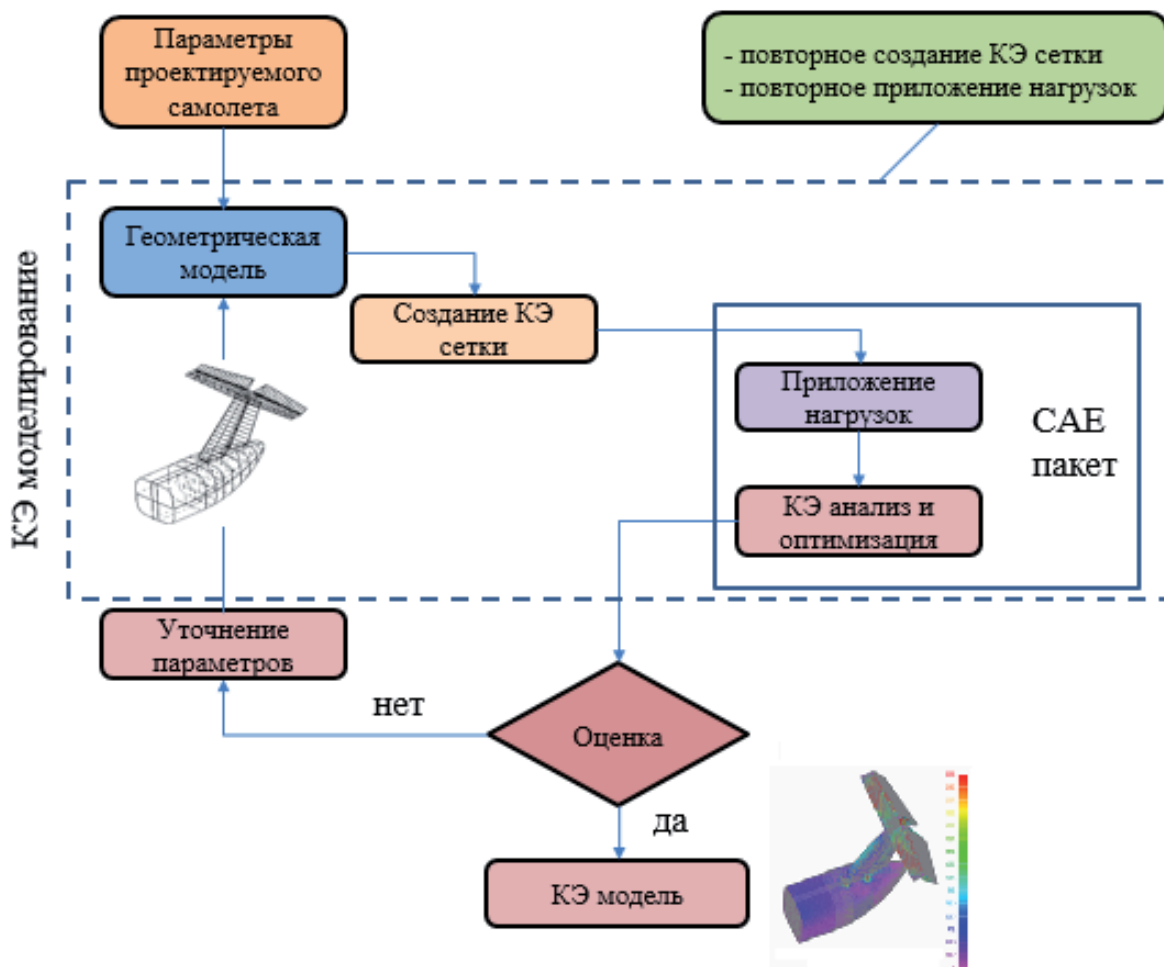 Параметры
проектируемого
самолета
- повторное создание КЭ сетки
- повторное приложение нагрузок
КЭ моделирование
Геометрическая
модель
Создание КЭ
сетки
Приложение
нагрузок
CAE
пакет
КЭ анализ и
оптимизация
Уточнение
параметров
нет
Оценка
да
КЭ модель